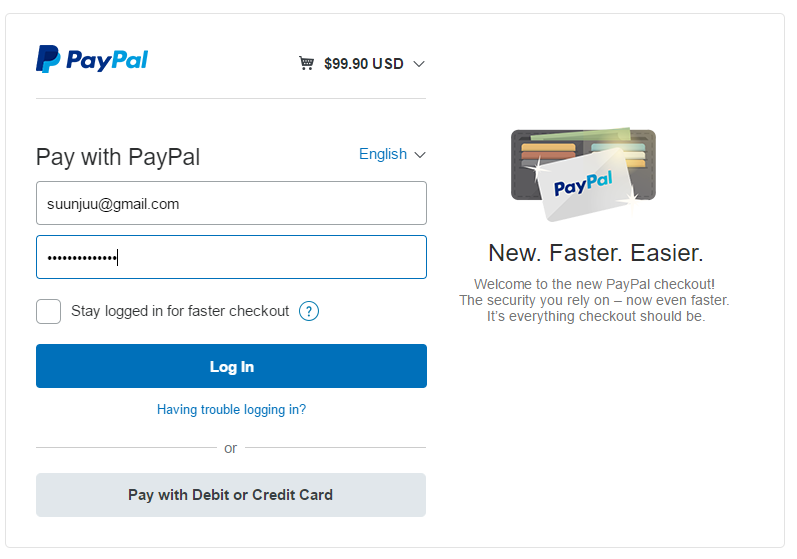 PayPal
$99.90 USD
Pay with PayPal
English
suunjuu@gmail.com
••••••••••••••
Stay logged in for faster checkout ?
Log In
Having trouble logging in?
or
Pay with Debit or Credit Card
PayPal
New. Faster. Easier.
Welcome to the new PayPal checkout!
The security you rely on – now even faster.
It's everything checkout should be.